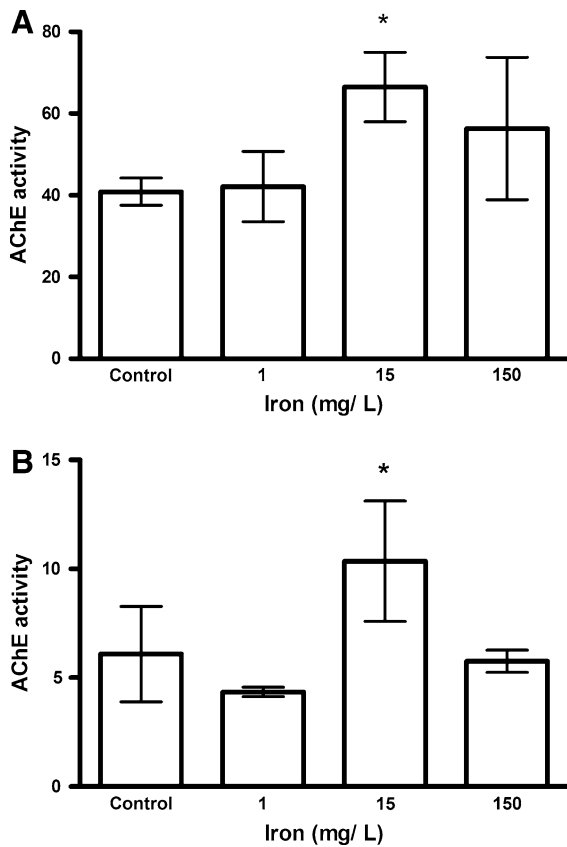 A
80
60
40
20
0
AChE activity
*
Control 1 15 150
Iron (mg/ L)
B
15
10
5
0
AChE activity
*
Control 1 15 150
Iron (mg/ L)